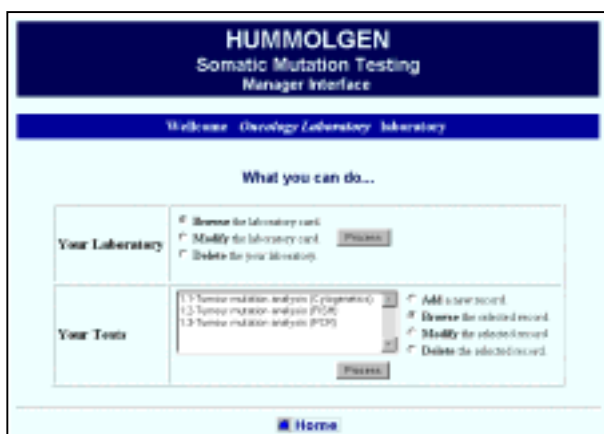 HUMMOLGEN
Somatic Mutation Testing
Manager Interface
Wellcome Oncology Laboratory laboratory
What you can do...
Your Laboratory
Browse the laboratory card.
Modify the laboratory card.
Delete the your laboratory.
Process
Your Tests
1.1-Tumour mutation analysis (Cytogenetics)
1.2-Tumour mutation analysis (FISH)
1.3-Tumour mutation analysis (PCR)
Add a new record.
Browse the selected record.
Modify the selected record.
Delete the selected record.
Process
Home